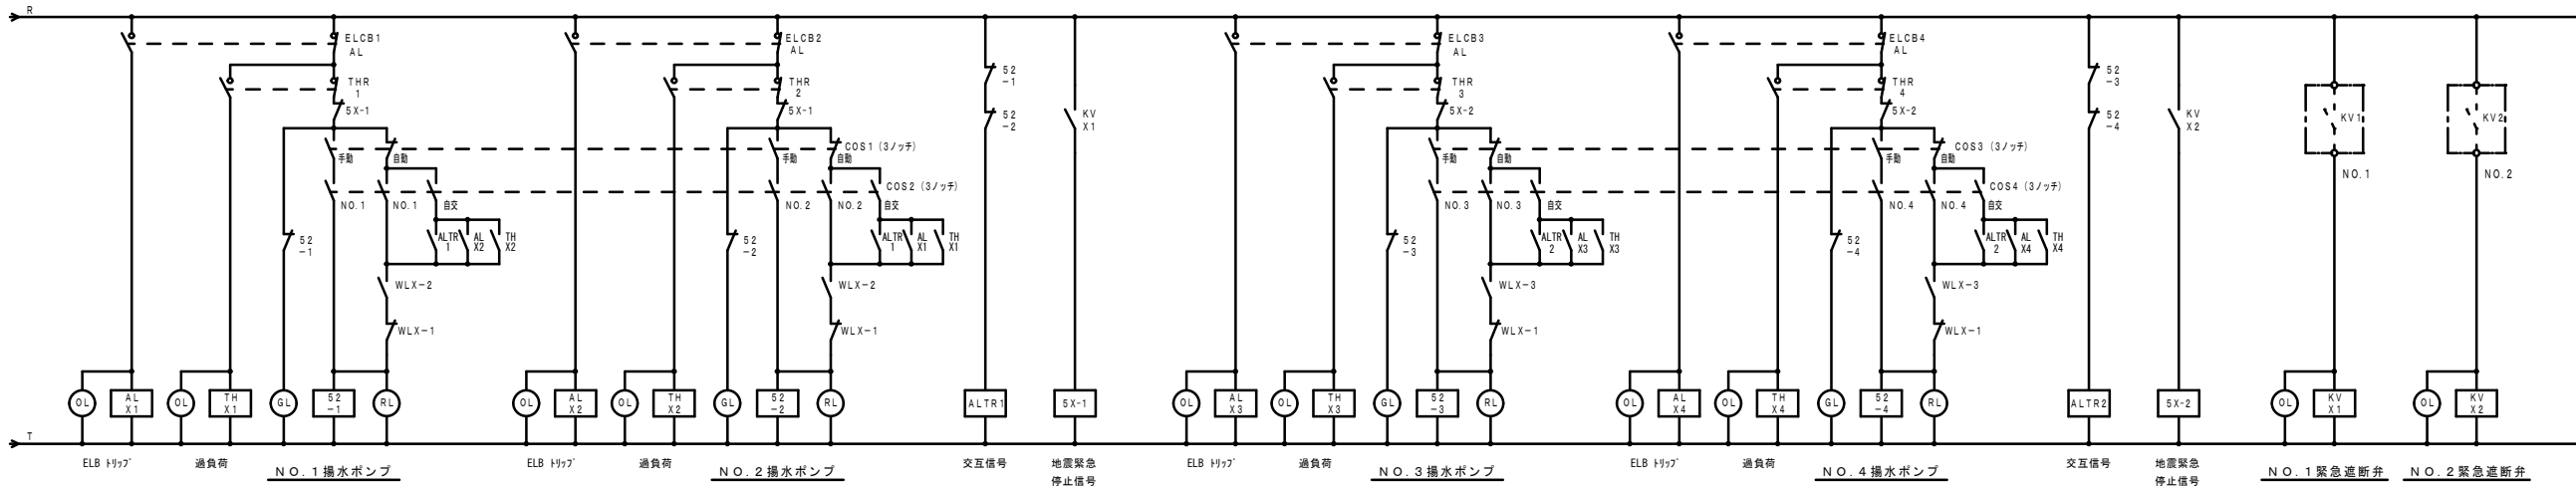 R
ELCB1
AL
THR
1
5X-1
手動
自動
NO.1
NO.1
自交
ALTR
1
AL
X2
TH
X2
52
-1
WLX-2
WLX-1
OL
AL
X1
OL
TH
X1
GL
52
-1
RL
ELB トリップ
過負荷
NO.1揚水ポンプ
ELCB2
AL
THR
2
5X-1
COS1 (3ノッチ)
手動
自動
COS2 (3ノッチ)
NO.2
NO.2
自交
ALTR
1
AL
X1
TH
X1
52
-2
WLX-2
WLX-1
OL
AL
X2
OL
TH
X2
GL
52
-2
RL
ELB トリップ
過負荷
NO.2揚水ポンプ
52
-1
52
-2
ALTR1
交互信号
KV
X1
5X-1
地震緊急
停止信号
ELCB3
AL
THR
3
5X-2
手動
自動
NO.3
NO.3
自交
ALTR
2
AL
X3
TH
X3
52
-3
WLX-3
WLX-1
OL
AL
X3
OL
TH
X3
GL
52
-3
RL
ELB トリップ
過負荷
NO.3揚水ポンプ
ELCB4
AL
THR
4
5X-2
COS3 (3ノッチ)
手動
自動
COS4 (3ノッチ)
NO.4
NO.4
自交
ALTR
2
AL
X4
TH
X4
52
-4
WLX-3
WLX-1
OL
AL
X4
OL
TH
X4
GL
52
-4
RL
ELB トリップ
過負荷
NO.4揚水ポンプ
52
-3
52
-4
ALTR2
交互信号
KV
X2
5X-2
地震緊急
停止信号
KV1
NO.1
OL
KV
X1
NO.1緊急遮断弁
KV2
NO.2
OL
KV
X2
NO.2緊急遮断弁
T